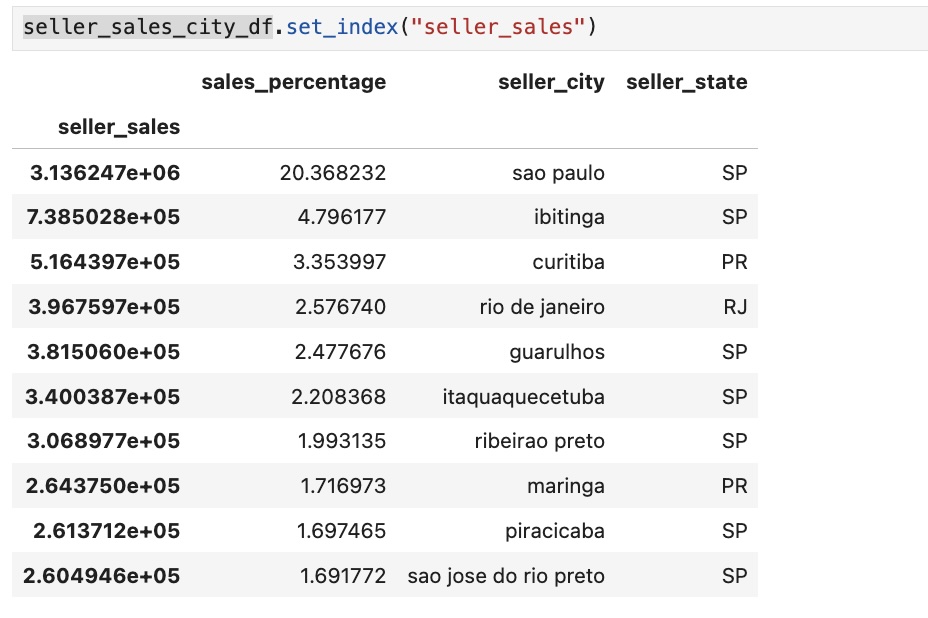 seller_sales_city_df.set_index("seller_sales")
sales_percentage seller_city seller_state
seller_sales
3.136247e+06 20.368232 sao paulo SP
7.385028e+05 4.796177 ibitinga SP
5.164397e+05 3.353997 curitiba PR
3.967597e+05 2.576740 rio de janeiro RJ
3.815060e+05 2.477676 guarulhos SP
3.400387e+05 2.208368 itaquaquecetuba SP
3.068977e+05 1.993135 ribeirao preto SP
2.643750e+05 1.716973 maringa PR
2.613712e+05 1.697465 piracicaba SP
2.604946e+05 1.691772 sao jose do rio preto SP